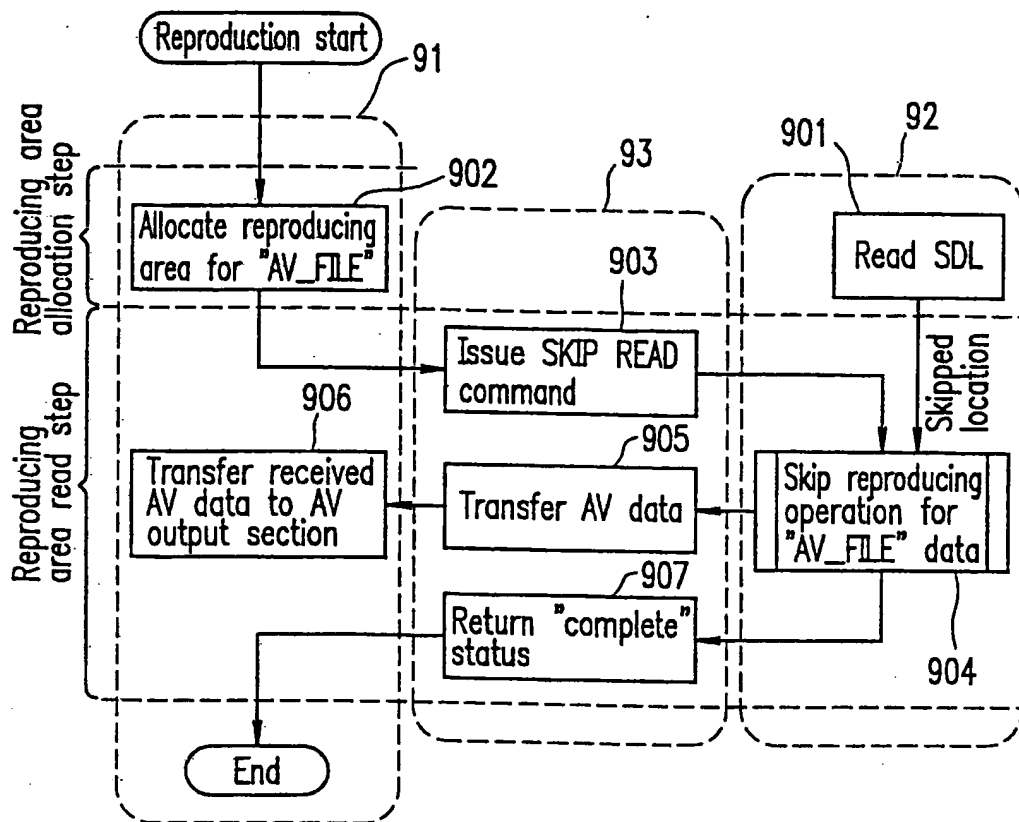 Reproduction start
91
Reproducing area
allocation step
902
Allocate reproducing
area for "AV_FILE"
93
901
92
Read SDL
903
Issue SKIP READ
command
Skipped
location
Reproducing
area read step
906
Transfer received
AV data to AV
output section
905
Transfer AV data
Skip reproducing
operation for
"AV_FILE" data
904
907
Return "complete"
status
End